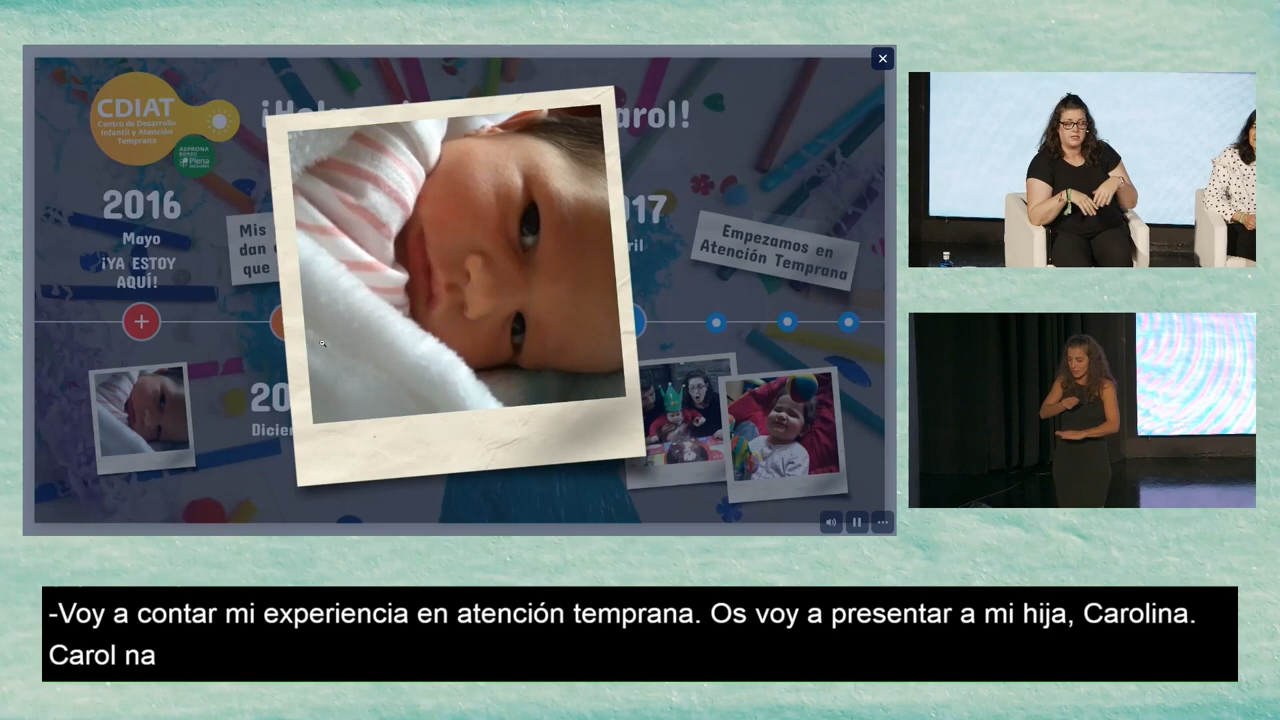 CDIAT
Centro de Desarrollo
Infantil y Atención
Temprana
ASPRONA
Plena
arol!
2016
Mayo
¡YA ESTOY
AQUÍ!
Mis
dan
que
17
ril
Empezamos en
Atención Temprana
20
Dicie
-Voy a contar mi experiencia en atención temprana. Os voy a presentar a mi hija, Carolina.
Carol na